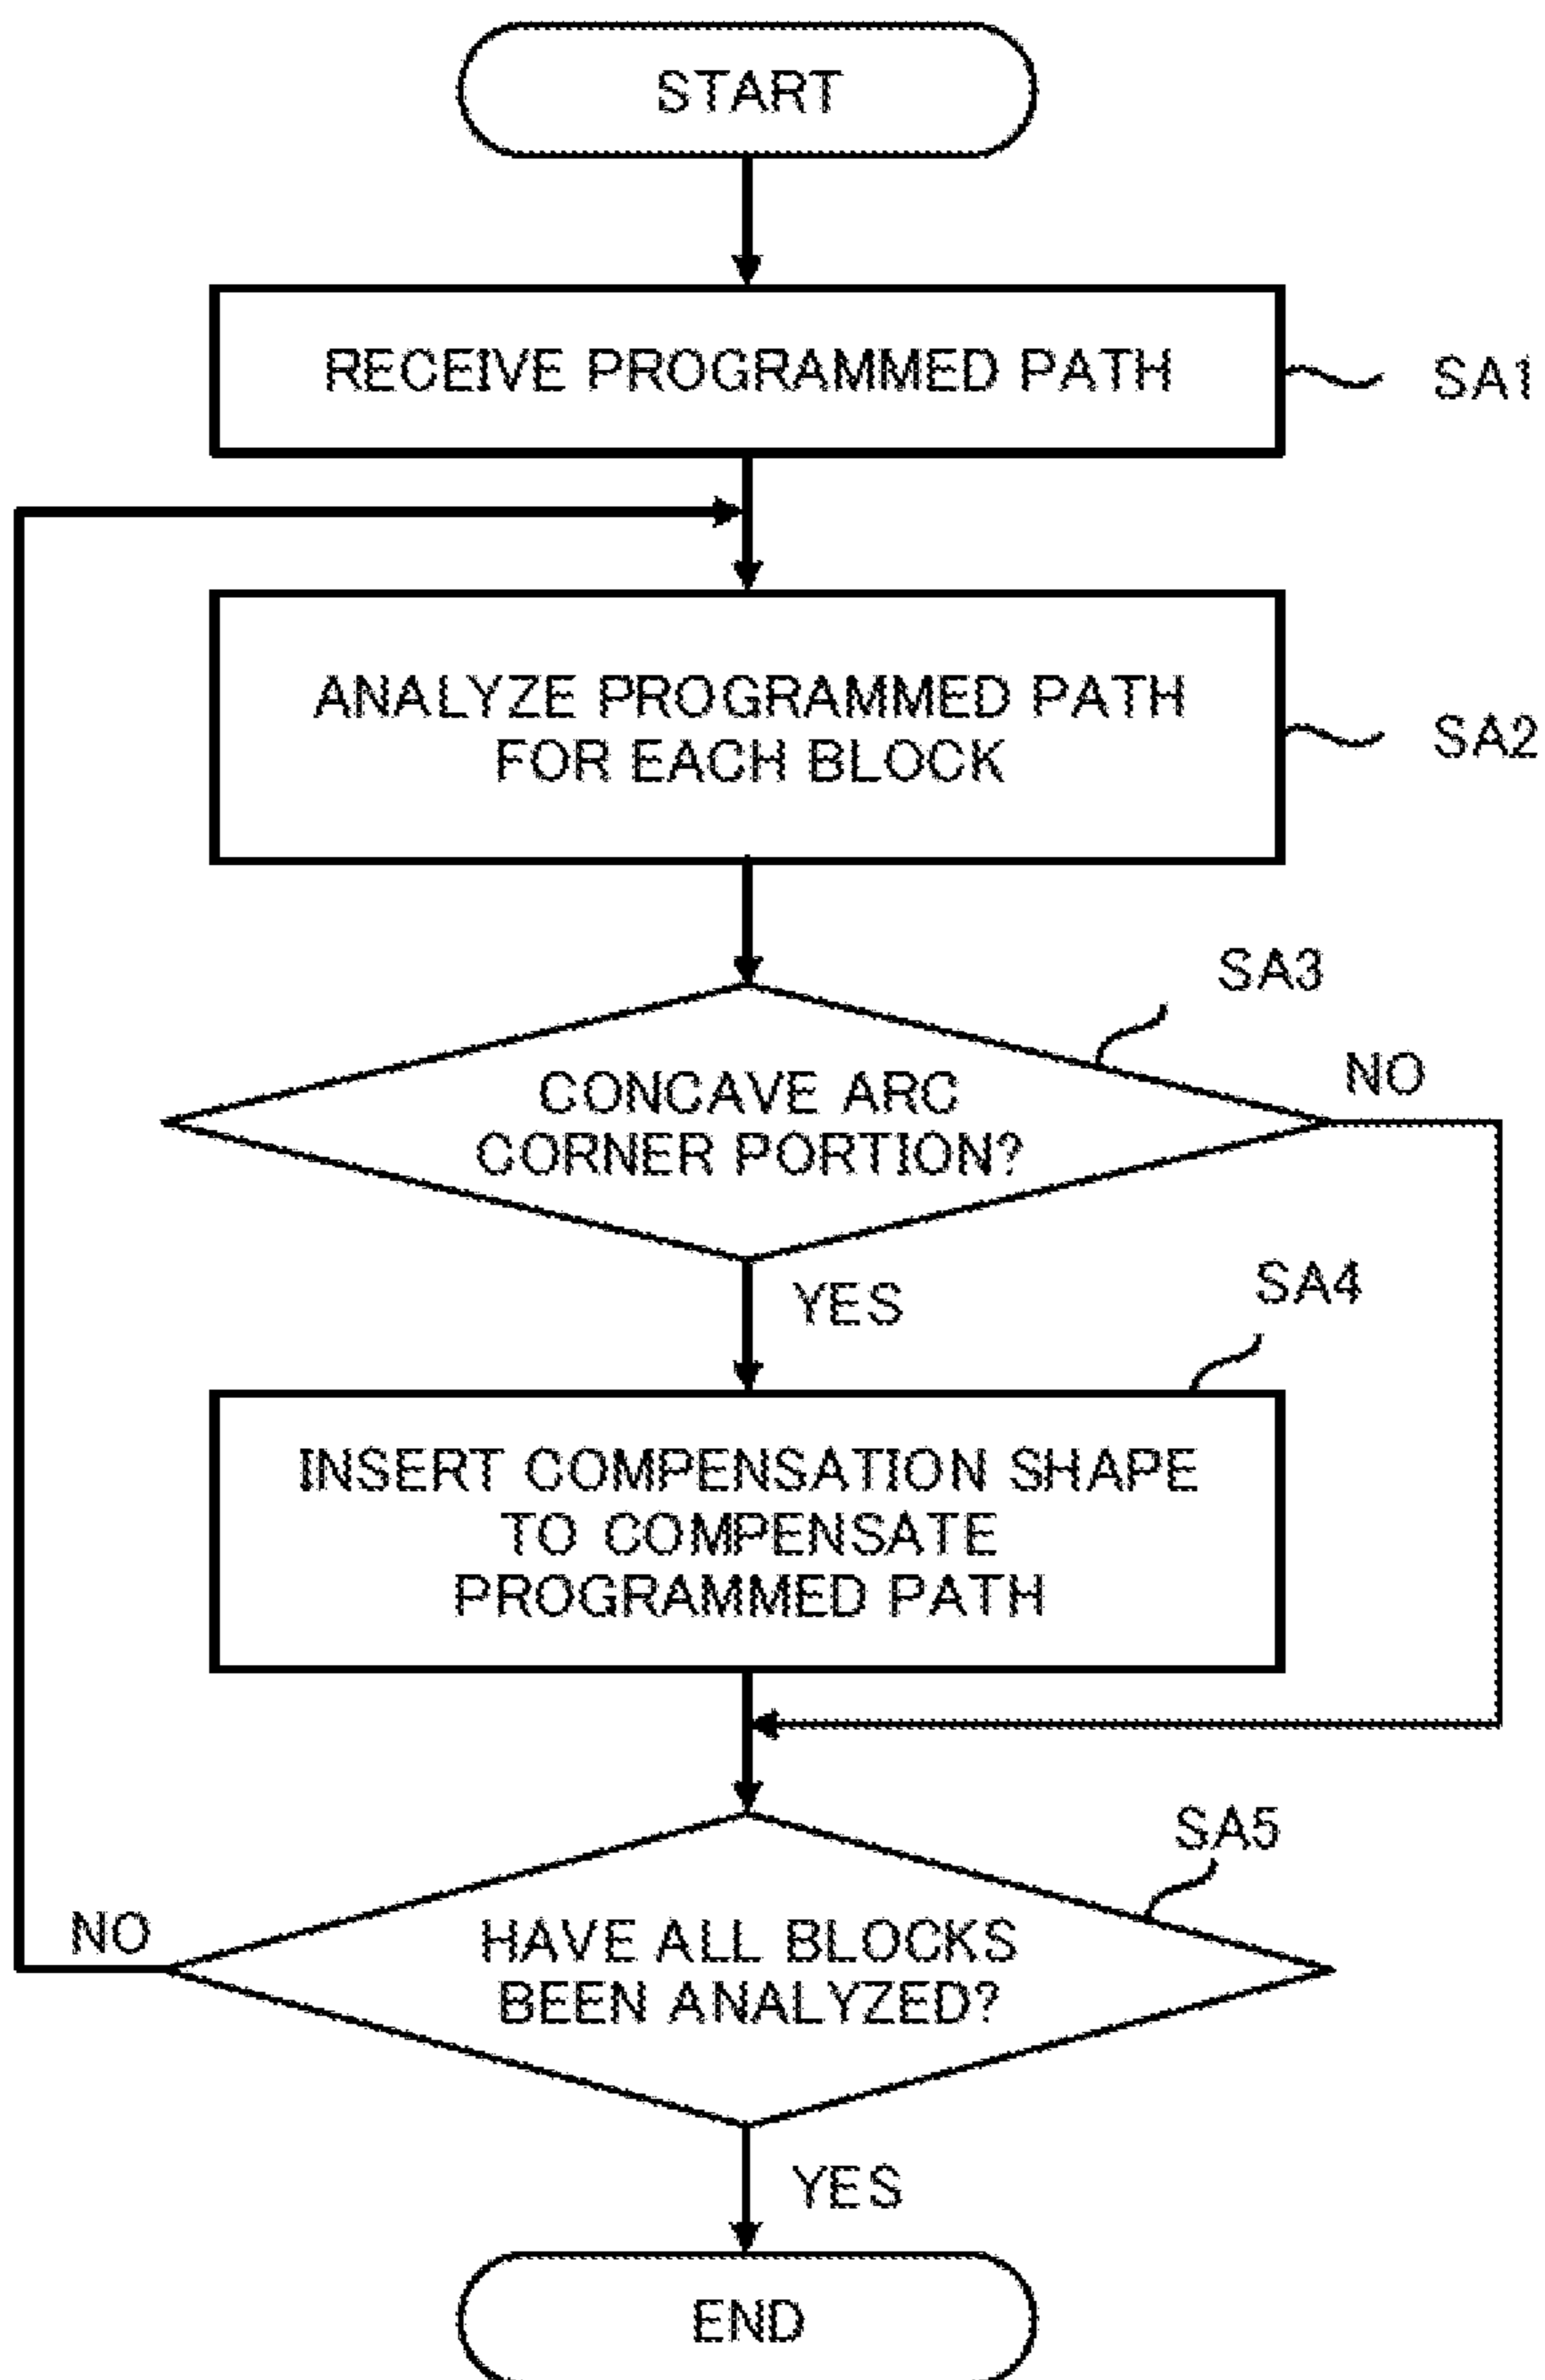 START
RECEIVE PROGRAMMED PATH
SA1
ANALYZE PROGRAMMED PATH
FOR EACH BLOCK
SA2
SA3
CONCAVE ARC
CORNER PORTION?
NO
YES
SA4
INSERT COMPENSATION SHAPE
TO COMPENSATE
PROGRAMMED PATH
SA5
HAVE ALL BLOCKS
BEEN ANALYZED?
NO
YES
END